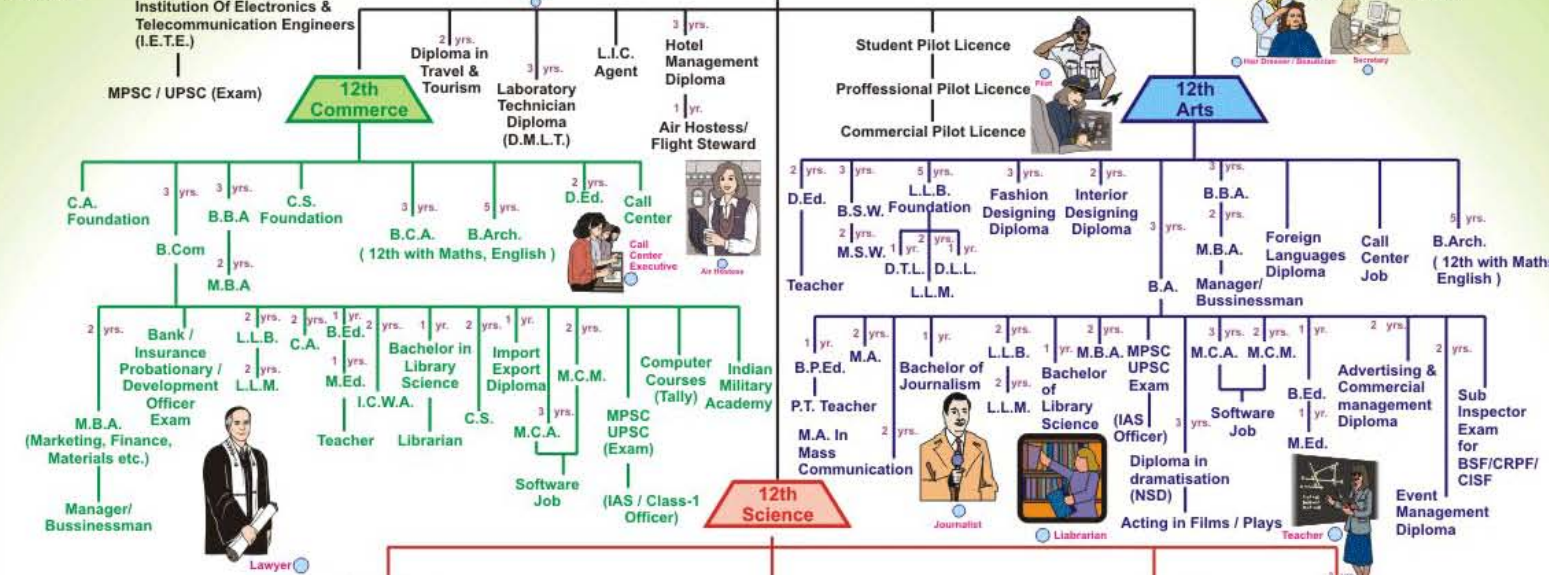 Institution Of Electronics &
Telecommunication Engineers
(I.E.T.E.)
MPSC / UPSC (Exam)
12th
Commerce
2 yrs.
Diploma in
Travel &
Tourism
3 yrs.
Laboratory
Technician
Diploma
(D.M.L.T.)
L.I.C.
Agent
3 yrs.
Hotel
Management
Diploma
1 yr.
Air Hostess/
Flight Steward
Air Hostess
Student Pilot Licence
Proffessional Pilot Licence
Commercial Pilot Licence
Pilot
12th
Arts
Hair Dresser / Beautician
Secretary
C.A.
Foundation
3 yrs.
B.Com
3 yrs.
B.B.A
2 yrs.
M.B.A
C.S.
Foundation
3 yrs.
B.C.A.
5 yrs.
B.Arch.
( 12th with Maths, English )
2 yrs.
D.Ed.
Call
Center
Call
Center
Executive
2 yrs.
D.Ed.
Teacher
3 yrs.
B.S.W.
2 yrs.
M.S.W.
5 yrs.
L.L.B.
Foundation
1 yr.
D.T.L.
2 yrs.
L.L.M.
1 yr.
D.L.L.
3 yrs.
Fashion
Designing
Diploma
2 yrs.
Interior
Designing
Diploma
3 yrs.
B.A.
3 yrs.
B.B.A.
2 yrs.
M.B.A.
Manager/
Bussinessman
Foreign
Languages
Diploma
Call
Center
Job
5 yrs.
B.Arch.
( 12th with Maths
English )
2 yrs.
M.B.A.
(Marketing, Finance,
Materials etc.)
Manager/
Bussinessman
Bank /
Insurance
Probationary /
Development
Officer
Exam
2 yrs.
L.L.B.
2 yrs.
L.L.M.
Lawyer
2 yrs.
C.A.
1 yr.
B.Ed.
1 yrs.
M.Ed.
Teacher
2 yrs.
I.C.W.A.
1 yr.
Bachelor in
Library
Science
Librarian
2 yrs.
C.S.
1 yr.
Import
Export
Diploma
3 yrs.
M.C.A.
2 yrs.
M.C.M.
Software
Job
MPSC
UPSC
(Exam)
(IAS / Class-1
Officer)
Computer
Courses
(Tally)
Indian
Military
Academy
12th
Science
1 yr.
B.P.Ed.
P.T. Teacher
2 yrs.
M.A.
2 yrs.
M.A. In
Mass
Communication
1 yr.
Bachelor of
Journalism
Journalist
2 yrs.
L.L.B.
2 yrs.
L.L.M.
1 yr.
Bachelor
of
Library
Science
Liabrarian
2 yrs.
M.B.A.
MPSC
UPSC
Exam
(IAS
Officer)
3 yrs.
Diploma in
dramatisation
(NSD)
Acting in Films / Plays
3 yrs.
M.C.A.
2 yrs.
M.C.M.
Software
Job
1 yr.
B.Ed.
1 yr.
M.Ed.
Teacher
2 yrs.
Advertising &
Commercial
management
Diploma
2 yrs.
Event
Management
Diploma
Sub
Inspector
Exam
for
BSF/CRPF/
CISF